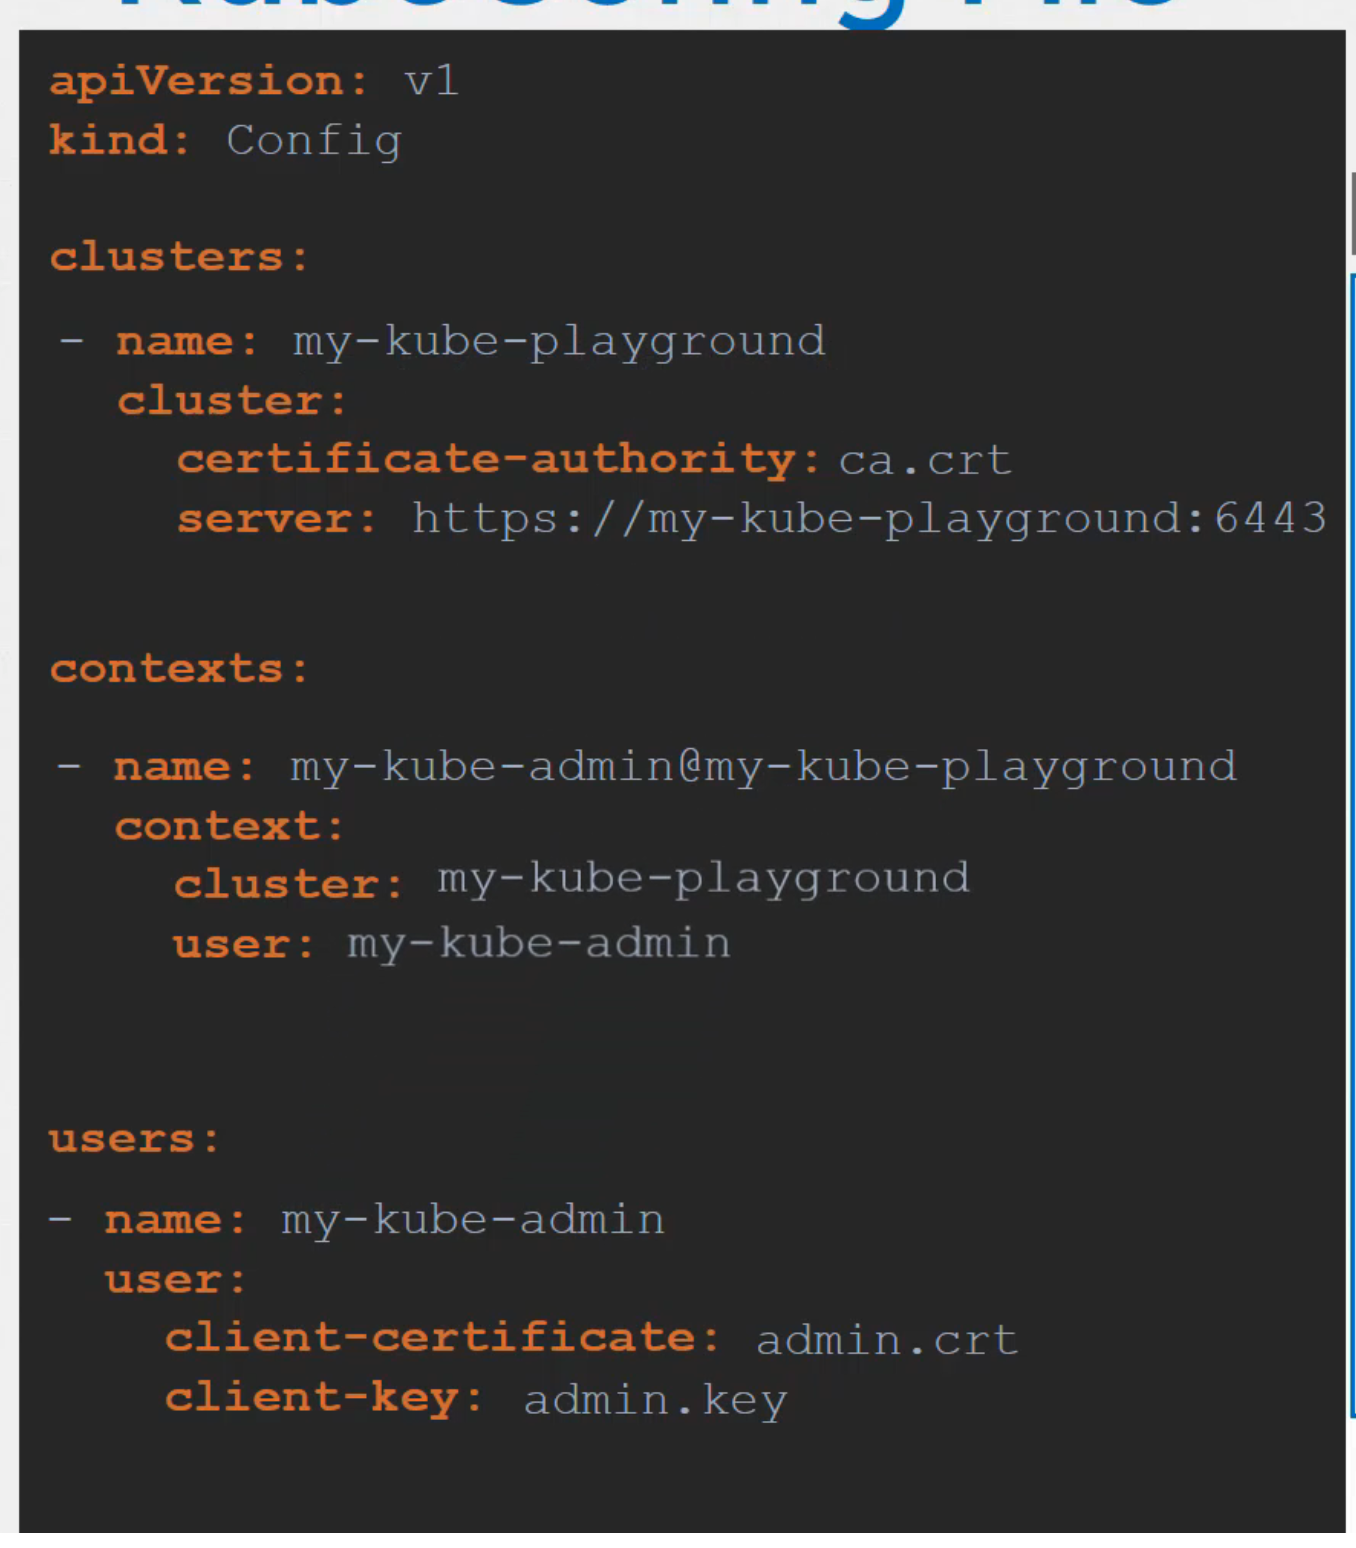 apiVersion: v1
kind: Config
clusters:
- name: my-kube-playground
cluster:
certificate-authority: ca.crt
server: https://my-kube-playground:6443
contexts:
- name: my-kube-admin@my-kube-playground
context:
cluster: my-kube-playground
user: my-kube-admin
users:
- name: my-kube-admin
user:
client-certificate: admin.crt
client-key: admin.key